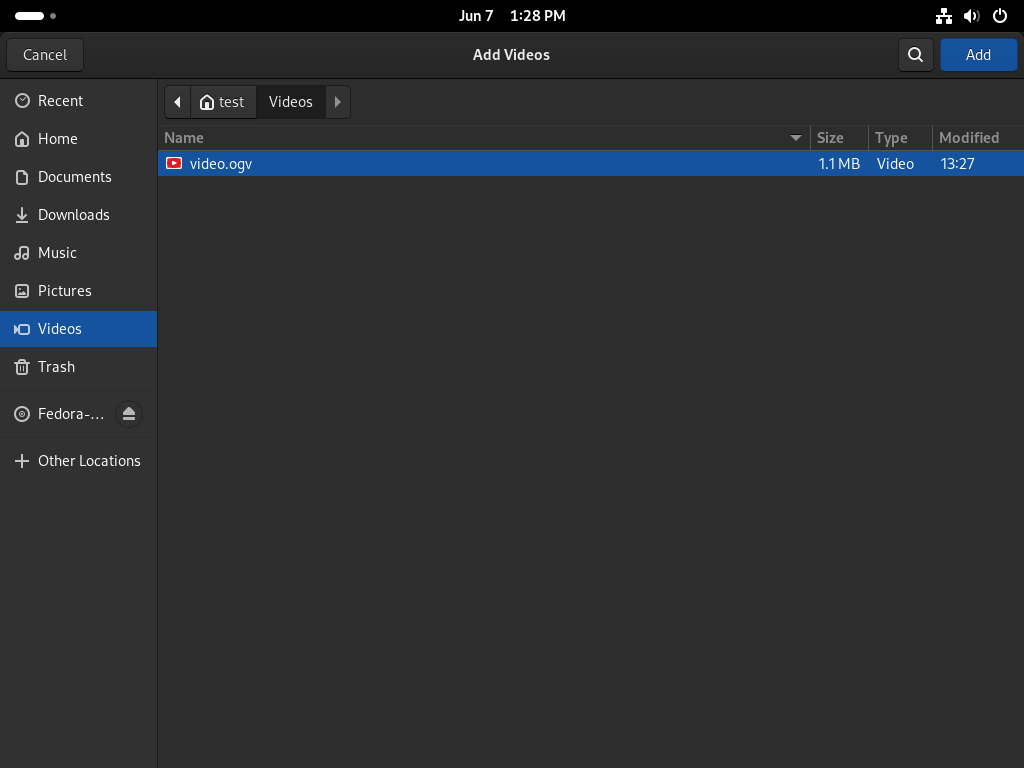 Jun 7 1:28 PM
Cancel Add Videos Add
Recent
Home
Documents
Downloads
Music
Pictures
Videos
Trash
Fedora-...
Other Locations
test Videos
Name Size Type Modified
video.ogv 1.1 MB Video 13:27